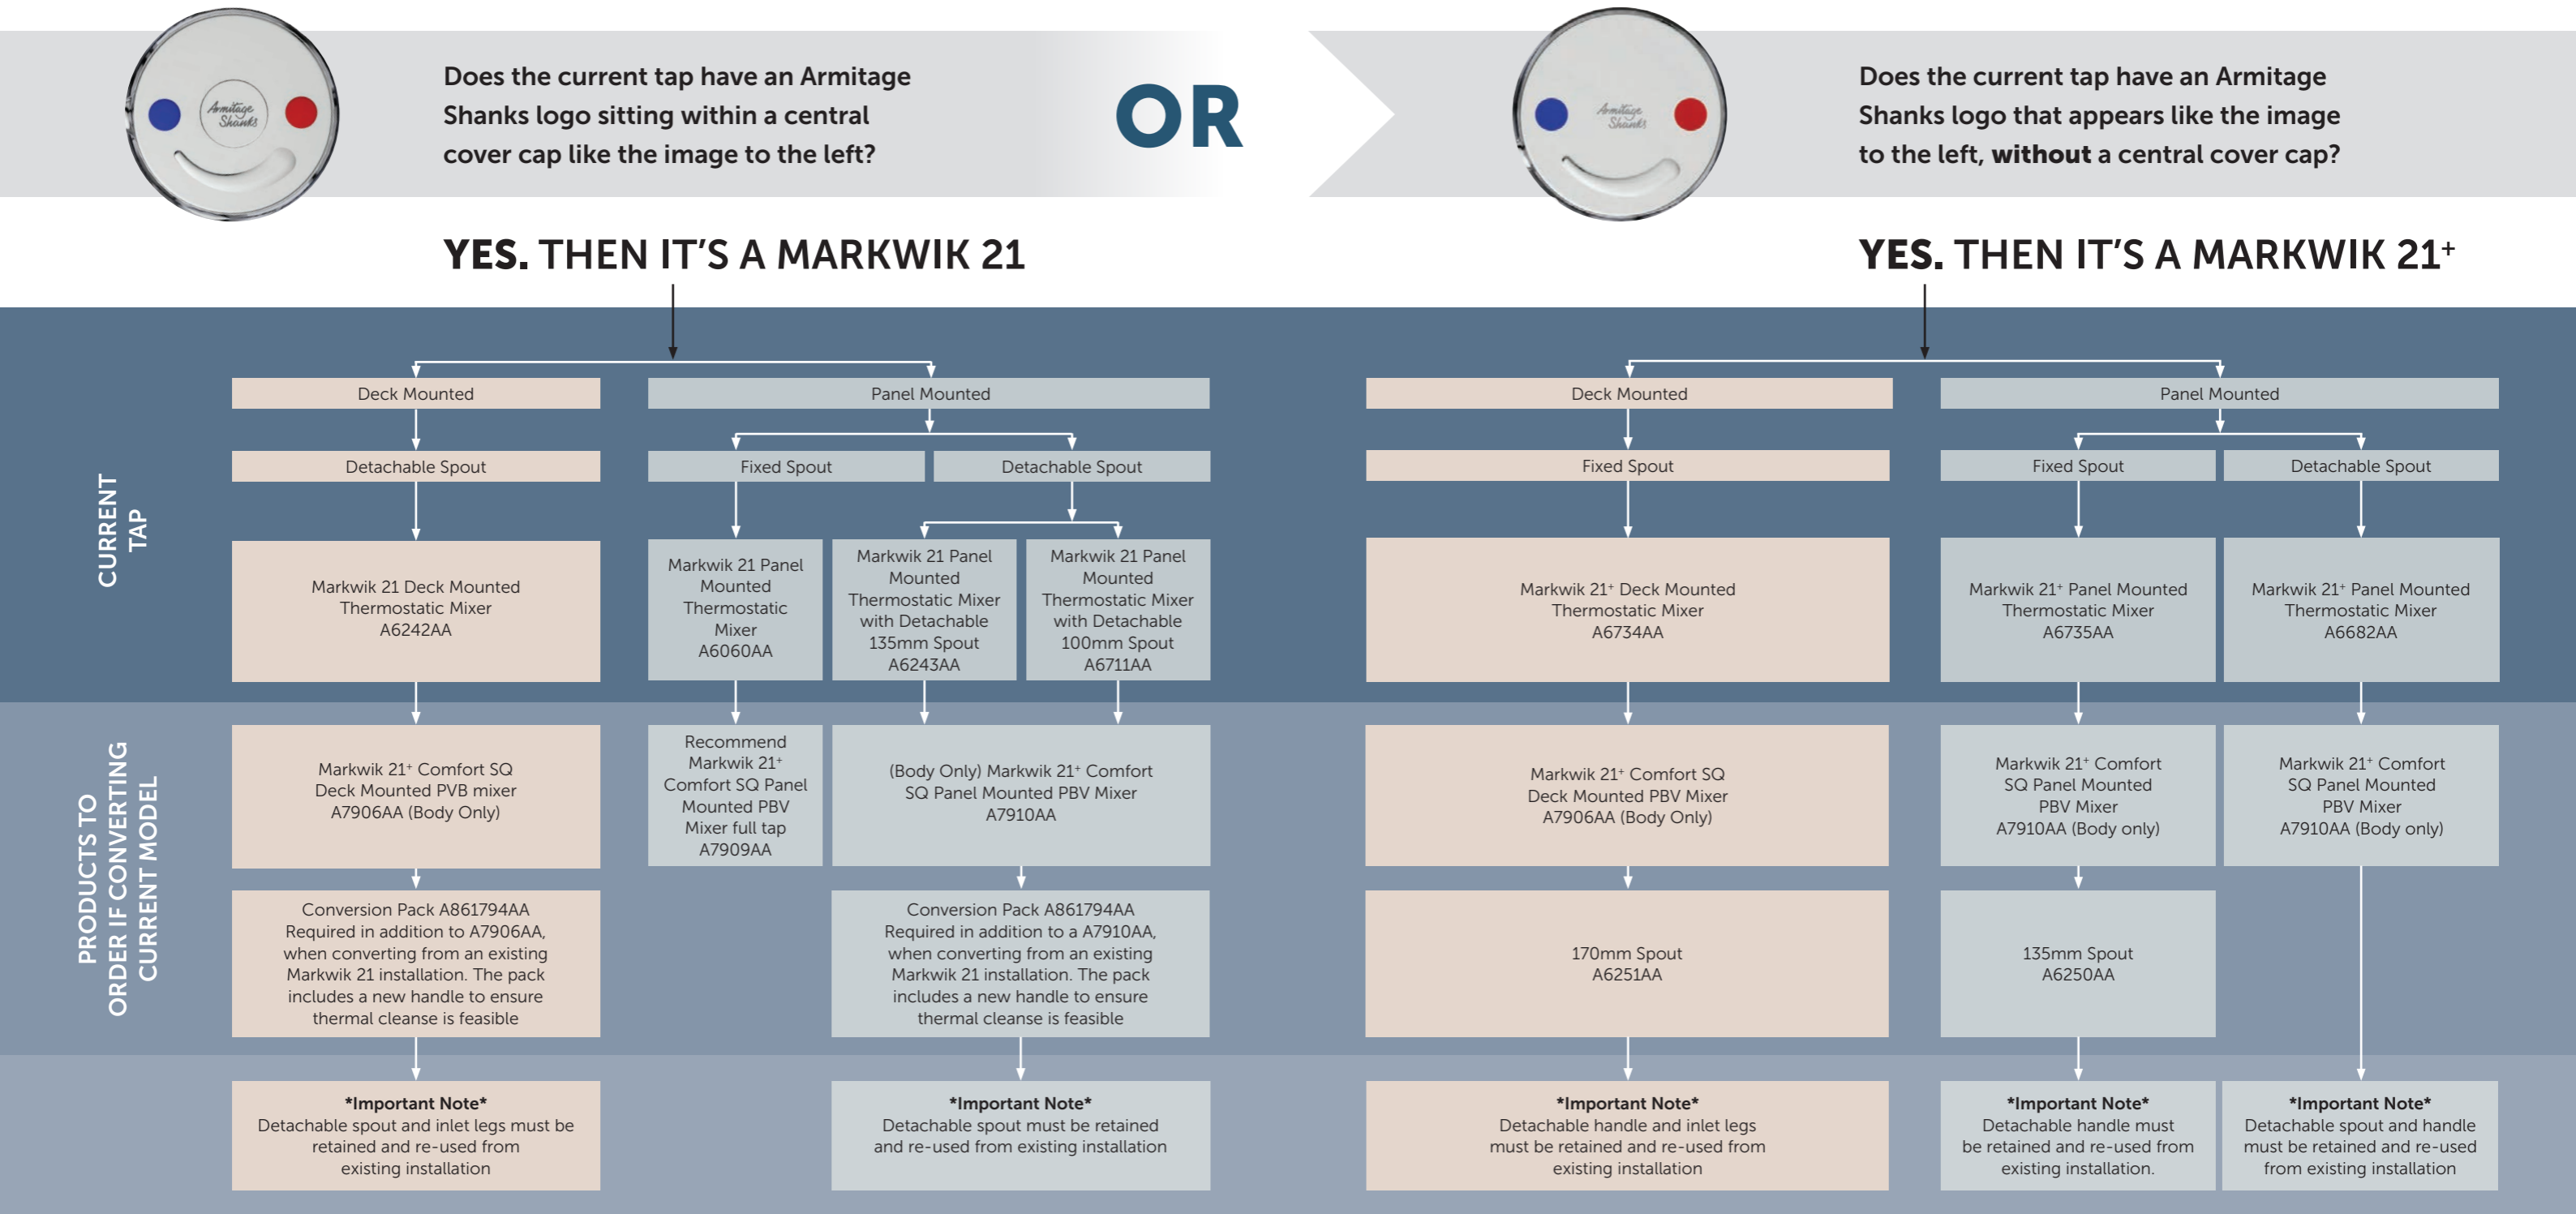 Armitage
Shanks
Does the current tap have an Armitage
Shanks logo sitting within a central
cover cap like the image to the left?
OR
Armitage
Shanks
Does the current tap have an Armitage
Shanks logo that appears like the image
to the left, without a central cover cap?
YES. THEN IT'S A MARKWIK 21
YES. THEN IT'S A MARKWIK 21+
CURRENT
TAP
Deck Mounted
Panel Mounted
Detachable Spout
Fixed Spout
Detachable Spout
Markwik 21 Deck Mounted
Thermostatic Mixer
A6242AA
Markwik 21 Panel
Mounted
Thermostatic
Mixer
A6060AA
Markwik 21 Panel
Mounted
Thermostatic Mixer
with Detachable
135mm Spout
A6243AA
Markwik 21 Panel
Mounted
Thermostatic Mixer
with Detachable
100mm Spout
A6711AA
Deck Mounted
Panel Mounted
Fixed Spout
Fixed Spout
Detachable Spout
Markwik 21+ Deck Mounted
Thermostatic Mixer
A6734AA
Markwik 21+ Panel Mounted
Thermostatic Mixer
A6735AA
Markwik 21+ Panel Mounted
Thermostatic Mixer
A6682AA
PRODUCTS TO
ORDER IF CONVERTING
CURRENT MODEL
Markwik 21+ Comfort SQ
Deck Mounted PVB mixer
A7906AA (Body Only)
Recommend
Markwik 21+
Comfort SQ Panel
Mounted PBV
Mixer full tap
A7909AA
(Body Only) Markwik 21+ Comfort
SQ Panel Mounted PBV Mixer
A7910AA
Markwik 21+ Comfort SQ
Deck Mounted PBV Mixer
A7906AA (Body Only)
Markwik 21+ Comfort
SQ Panel Mounted
PBV Mixer
A7910AA (Body only)
Markwik 21+ Comfort
SQ Panel Mounted
PBV Mixer
A7910AA (Body only)
Conversion Pack A861794AA
Required in addition to A7906AA,
when converting from an existing
Markwik 21 installation. The pack
includes a new handle to ensure
thermal cleanse is feasible
Conversion Pack A861794AA
Required in addition to a A7910AA,
when converting from an existing
Markwik 21 installation. The pack
includes a new handle to ensure
thermal cleanse is feasible
170mm Spout
A6251AA
135mm Spout
A6250AA
*Important Note*
Detachable spout and inlet legs must be
retained and re-used from
existing installation
*Important Note*
Detachable spout must be retained
and re-used from existing installation
*Important Note*
Detachable handle and inlet legs
must be retained and re-used from
existing installation
*Important Note*
Detachable handle must
be retained and re-used from
existing installation.
*Important Note*
Detachable spout and handle
must be retained and re-used
from existing installation